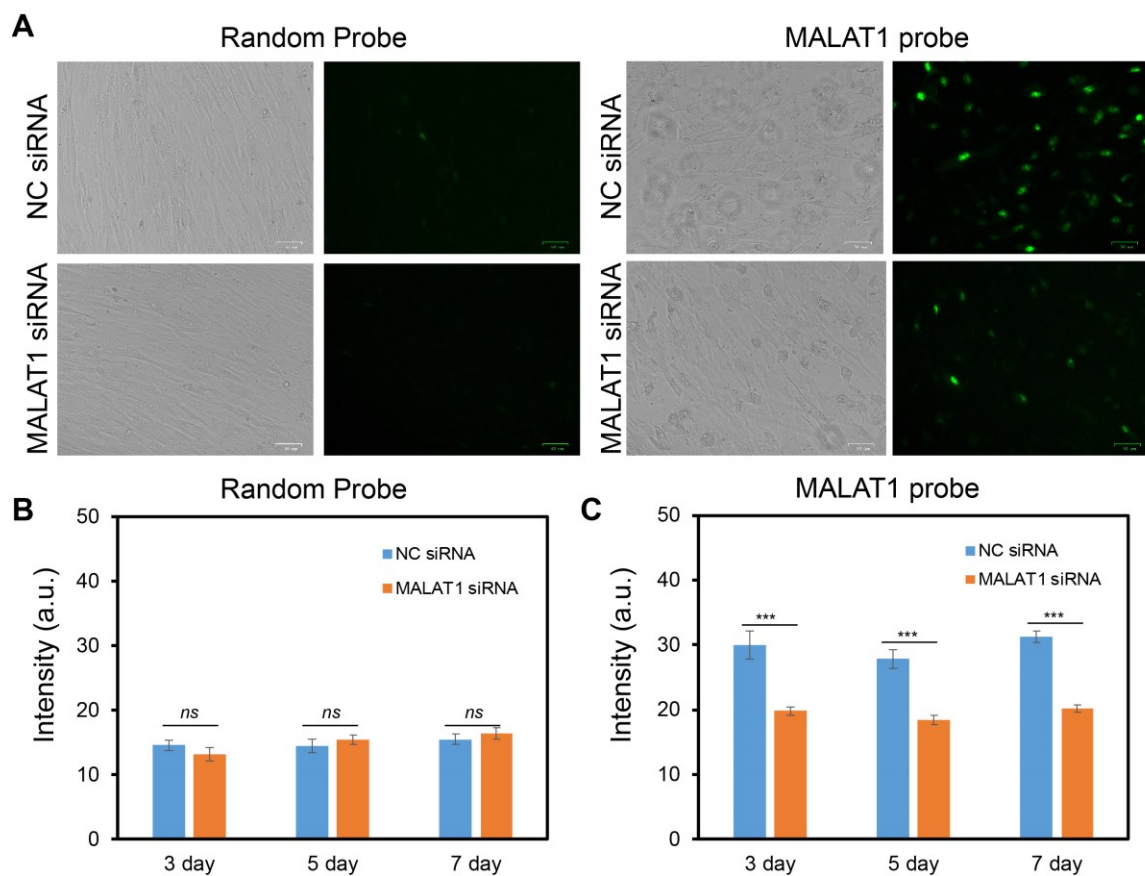 A
Random Probe
MALAT1 probe
NC siRNA
NC siRNA
MALAT1 siRNA
MALAT1 siRNA
B
Random Probe
50
40
30
20
10
0
Intensity (a.u.)
NC siRNA
MALAT1 siRNA
ns
ns
ns
3 day
5 day
7 day
C
MALAT1 probe
50
40
30
20
10
0
Intensity (a.u.)
NC siRNA
MALAT1 siRNA
***
***
***
3 day
5 day
7 day